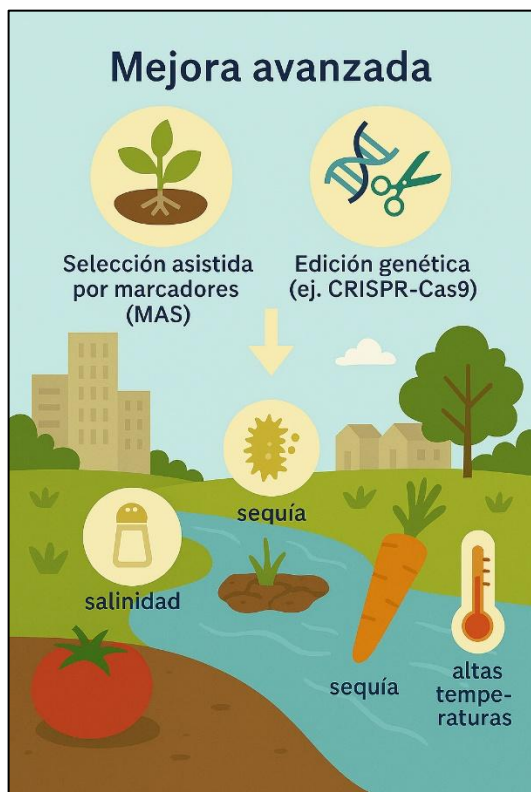 Mejora avanzada
Selección asistida
por marcadores
(MAS)
Edición genética
(ej. CRISPR-Cas9)
sequía
salinidad
sequía
altas
tempe-
raturas